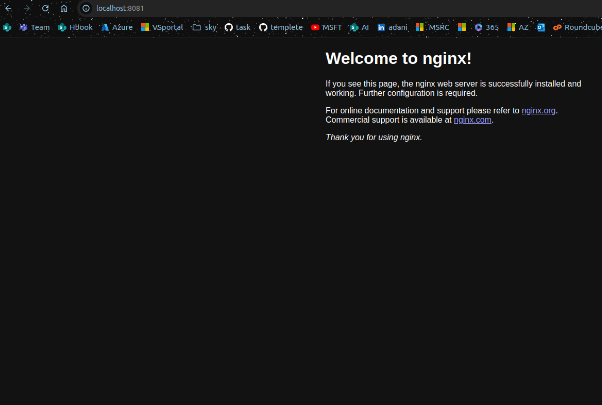 localhost:8081
Team Hbook Azure VSportal sky task templete MSFT AI adani MSRC 365 AZ Roundcube
Welcome to nginx!
If you see this page, the nginx web server is successfully installed and
working. Further configuration is required.
For online documentation and support please refer to nginx.org.
Commercial support is available at nginx.com.
Thank you for using nginx.